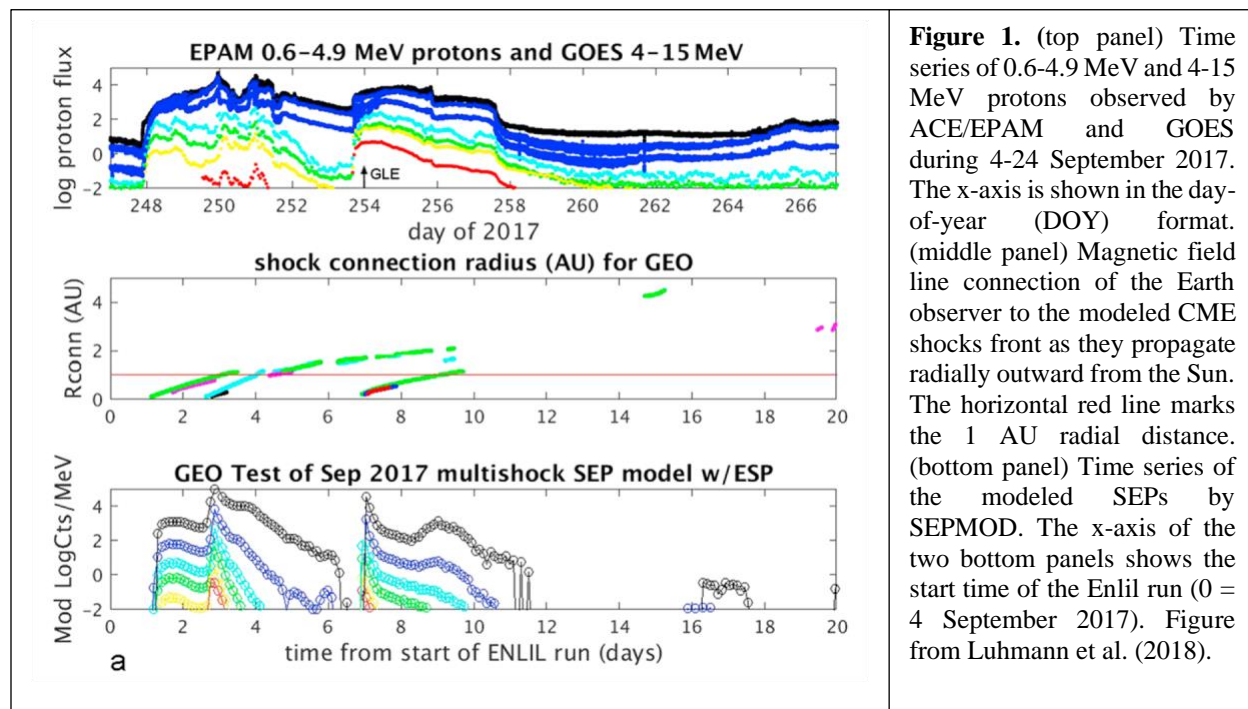 EPAM 0.6-4.9 MeV protons and GOES 4-15 MeV
log proton flux
4
2
0
-2
GLE
248 250 252 254 256 258 260 262 264 266
day of 2017
shock connection radius (AU) for GEO
Rconn (AU)
4
2
0
0 2 4 6 8 10 12 14 16 18 20
GEO Test of Sep 2017 multishock SEP model w/ESP
Mod LogCts/MeV
4
2
0
-2
0 2 4 6 8 10 12 14 16 18 20
a
time from start of ENLIL run (days)
Figure 1. (top panel) Time
series of 0.6-4.9 MeV and 4-15
MeV protons observed by
ACE/EPAM and GOES
during 4-24 September 2017.
The x-axis is shown in the day-
of-year (DOY) format.
(middle panel) Magnetic field
line connection of the Earth
observer to the modeled CME
shocks front as they propagate
radially outward from the Sun.
The horizontal red line marks
the 1 AU radial distance.
(bottom panel) Time series of
the modeled SEPs by
SEPMOD. The x-axis of the
two bottom panels shows the
start time of the Enlil run (0 =
4 September 2017). Figure
from Luhmann et al. (2018).